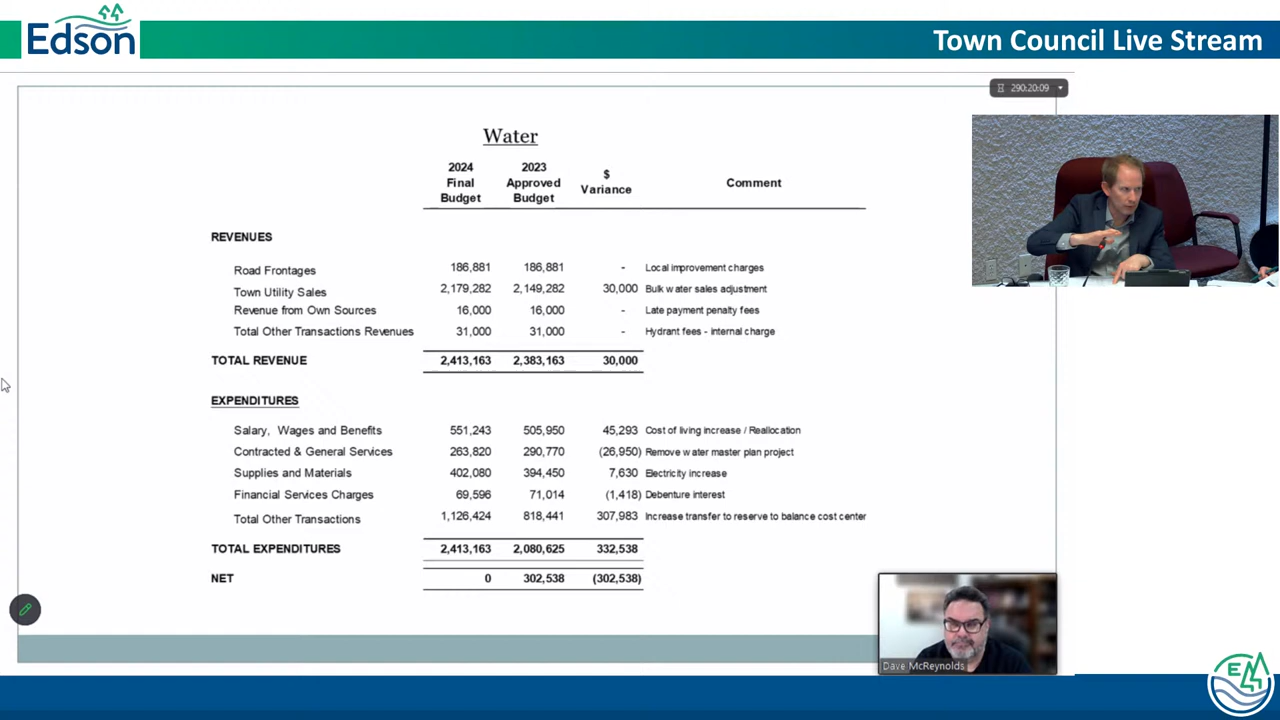 Edson
Town Council Live Stream
290:20:09
Water
2024 Final Budget
2023 Approved Budget
$ Variance
Comment
REVENUES
Road Frontages 186,881 186,881 - Local improvement charges
Town Utility Sales 2,179,282 2,149,282 30,000 Bulk water sales adjustment
Revenue from Own Sources 16,000 16,000 - Late payment penalty fees
Total Other Transactions Revenues 31,000 31,000 - Hydrant fees - internal charge
TOTAL REVENUE 2,413,163 2,383,163 30,000
EXPENDITURES
Salary, Wages and Benefits 551,243 505,950 45,293 Cost of living increase / Reallocation
Contracted & General Services 263,820 290,770 (26,950) Remove water master plan project
Supplies and Materials 402,080 394,450 7,630 Electricity increase
Financial Services Charges 69,596 71,014 (1,418) Debenture interest
Total Other Transactions 1,126,424 818,441 307,983 Increase transfer to reserve to balance cost center
TOTAL EXPENDITURES 2,413,163 2,080,625 332,538
NET 0 302,538 (302,538)
Dave McReynolds